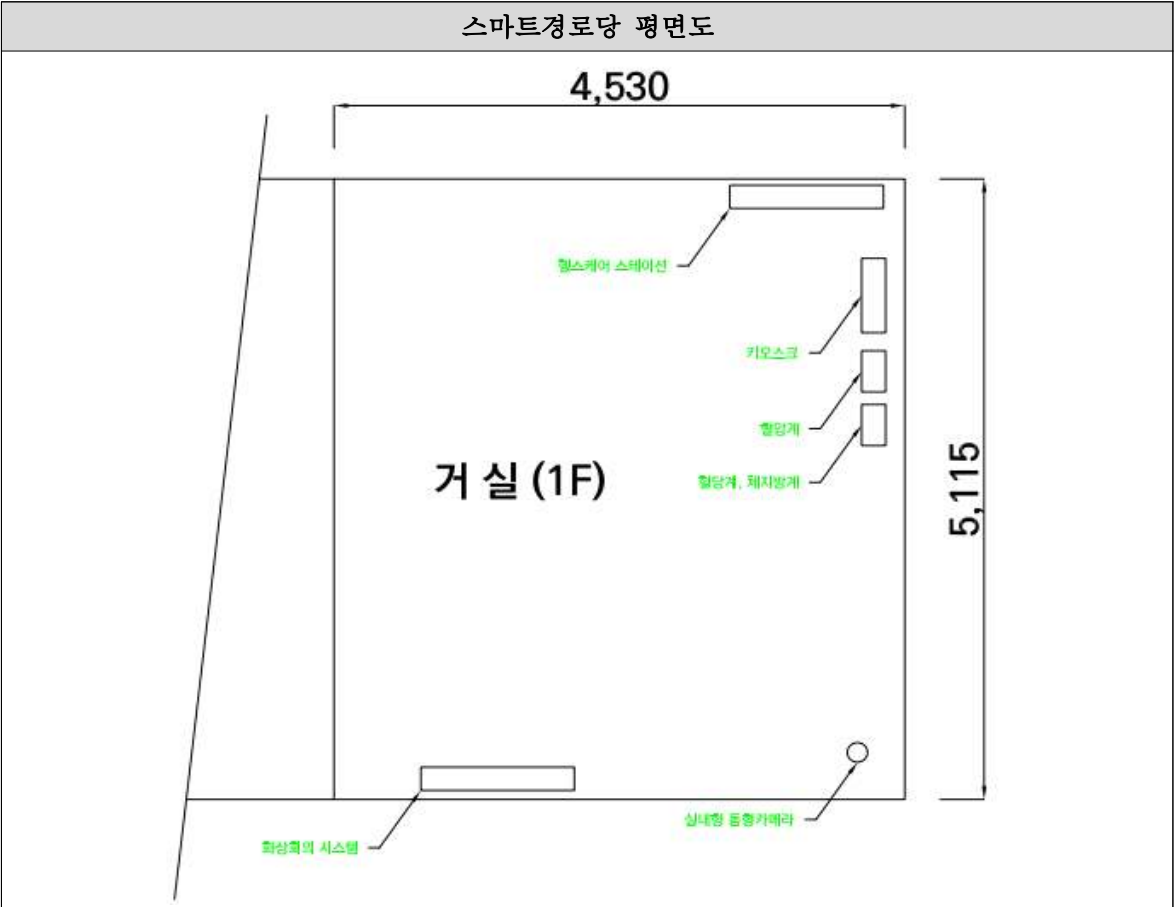 스마트경로당 평면도
4,530
헬스케어 스테이션
키오스크
혈압계
거 실 (1F)
혈당계, 체지방계
5,115
실내형 돔형카메라
화상회의 시스템